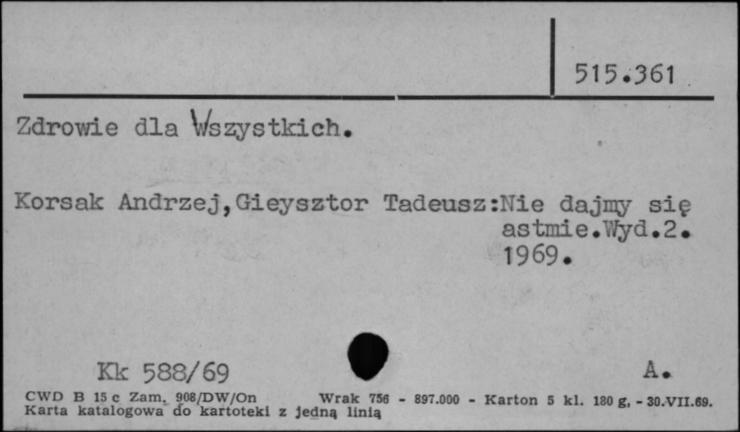 515.361
Zdrowie dla Wszystkich.
Korsak Andrzej,Gieysztor Tadeusz:Nie dajmy się
astmie.Wyd.2.
1969.
Kk 588/69
A.
CWD B 15 c Zam. 908/DW/On Wrak 756 - 897.000 - Karton 5 kl. 180 g. - 30.VII.69.
Karta katalogowa do kartoteki z jedną linią